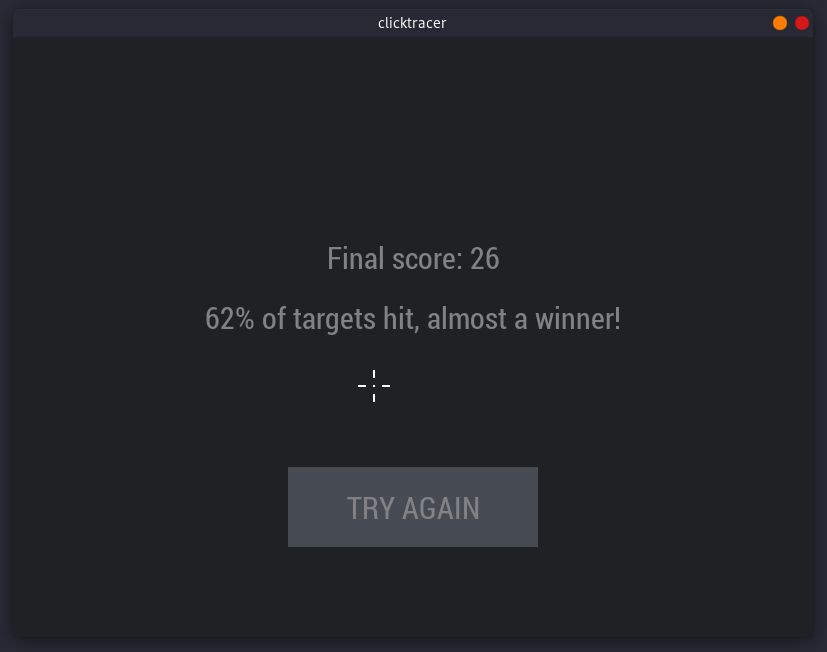 clicktracer
Final score: 26
62% of targets hit, almost a winner!
TRY AGAIN